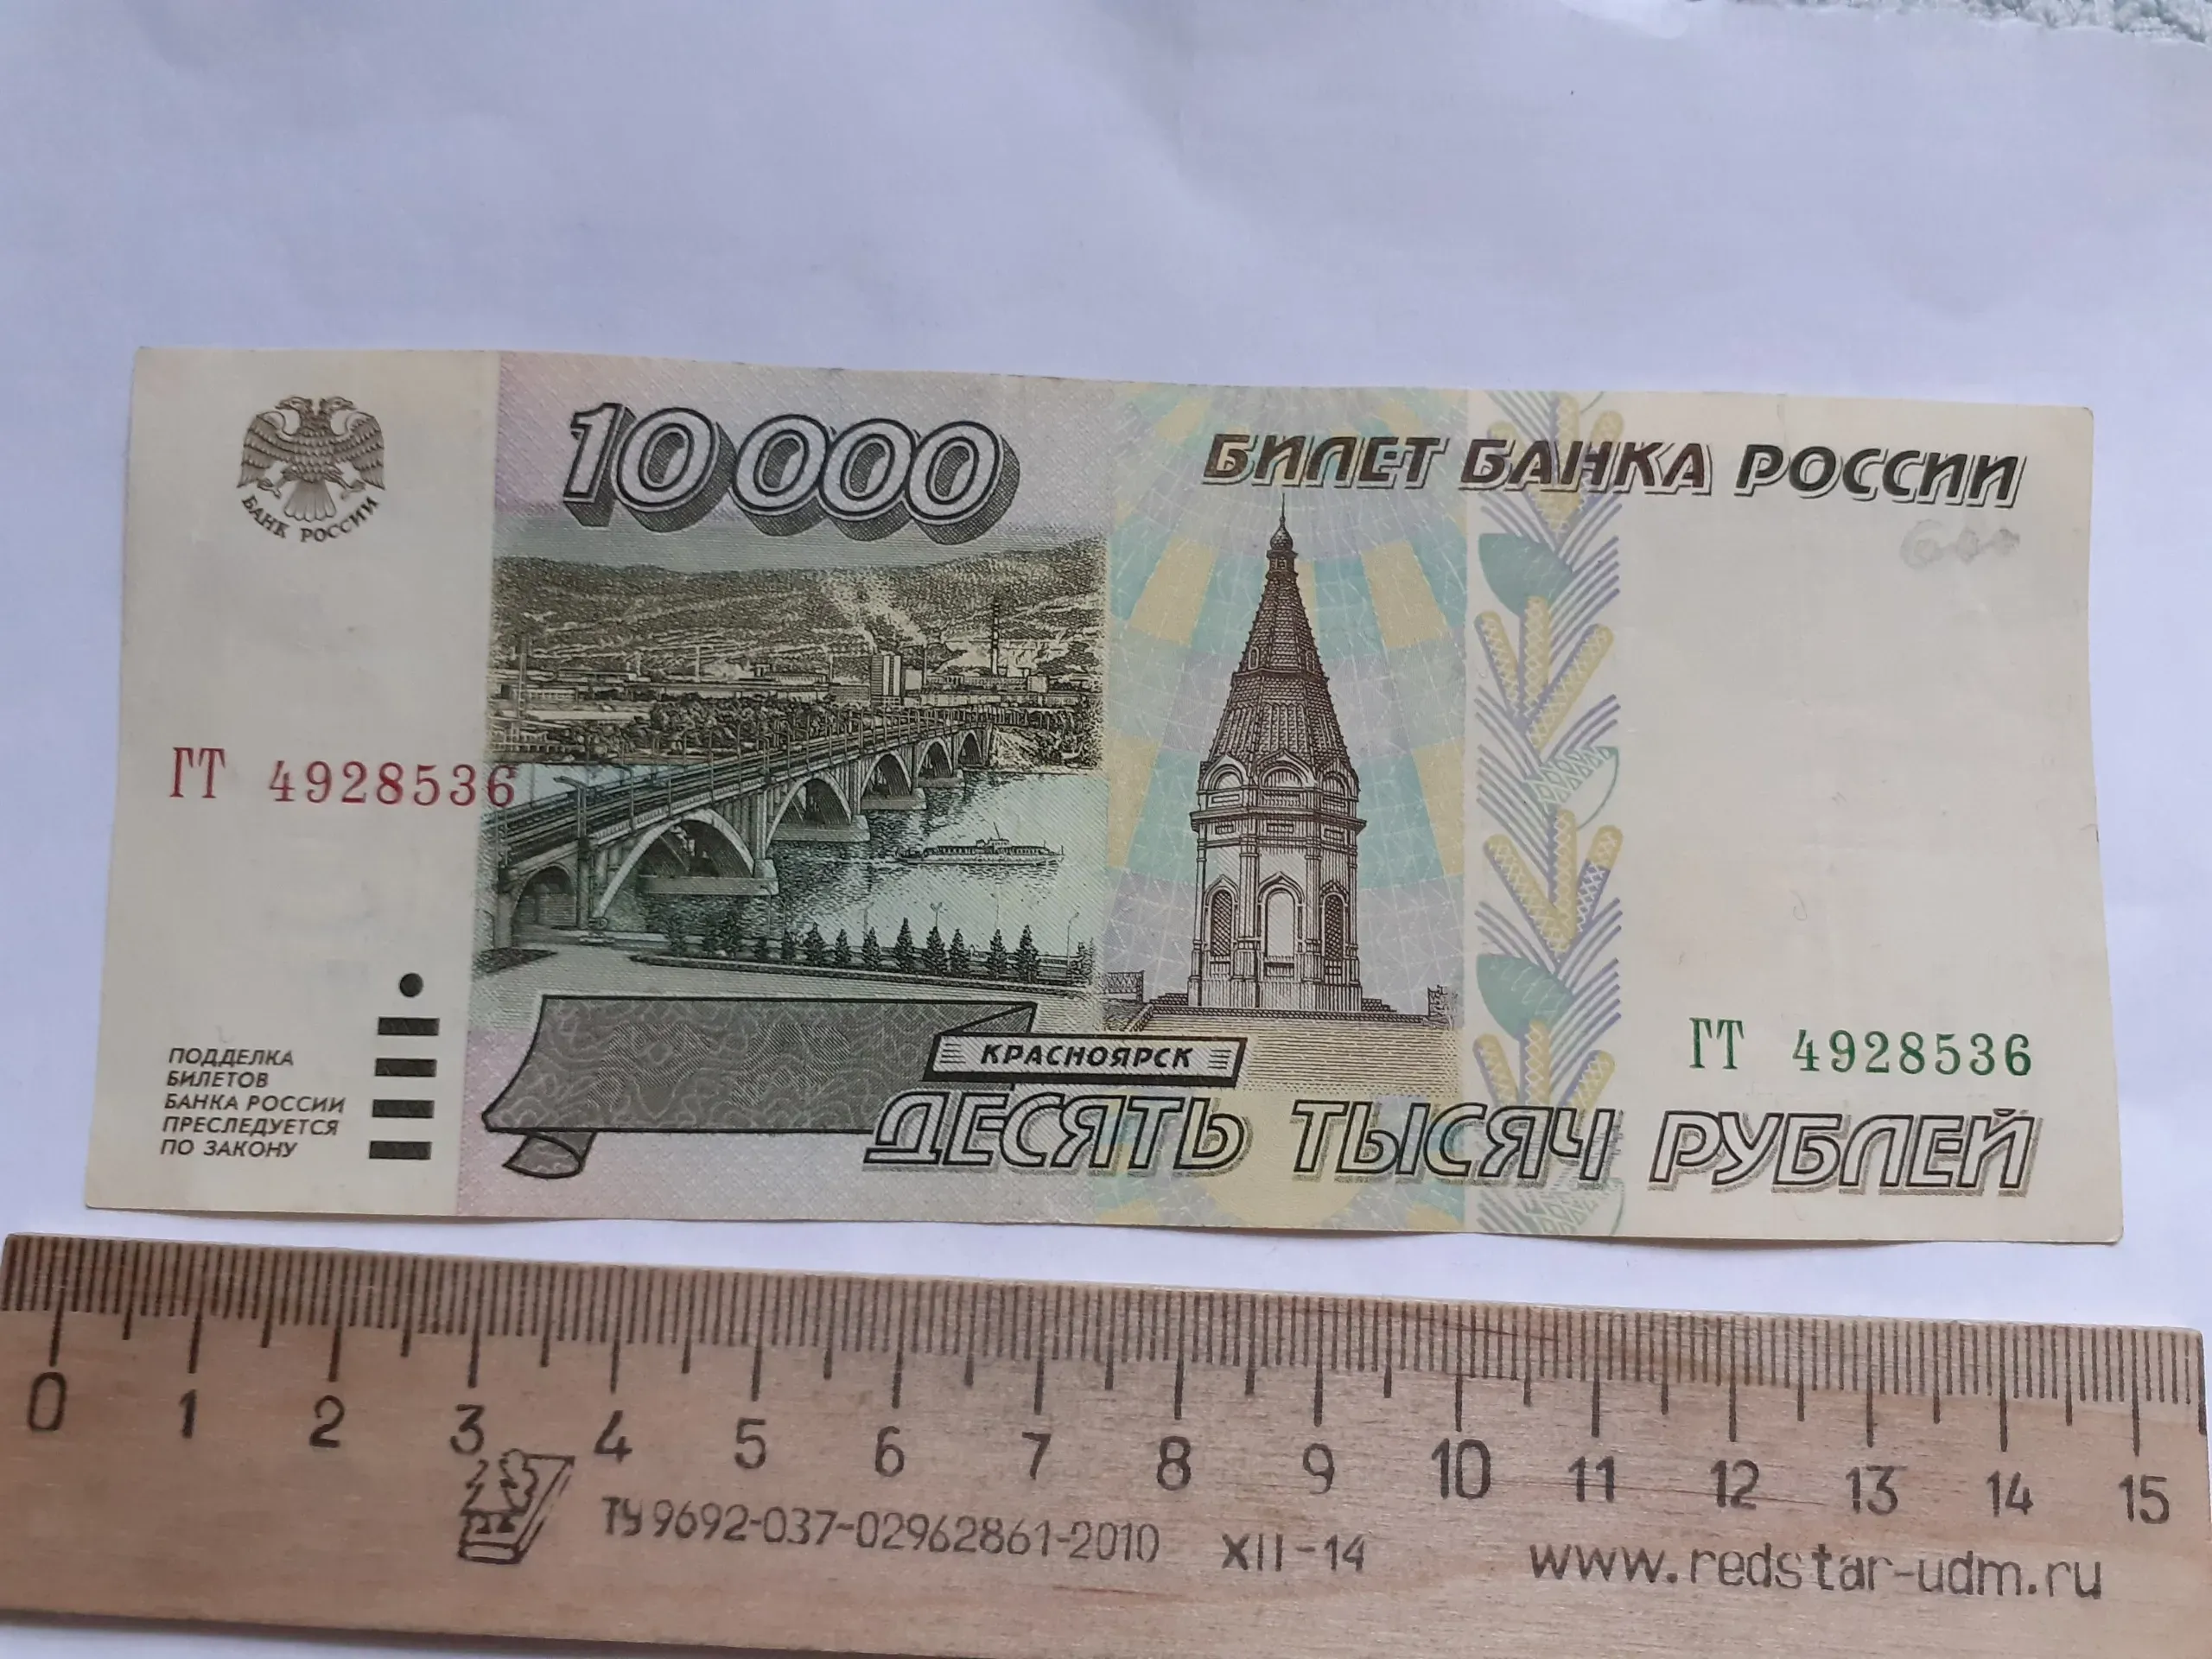 10 000
БИЛЕТ БАНКА РОССИИ
БАНК РОССИИ
600
ГТ 4928536
КРАСНОЯРСК
ГТ 4928536
ПОДДЕЛКА
БИЛЕТОВ
БАНКА РОССИИ
ПРЕСЛЕДУЕТСЯ
ПО ЗАКОНУ
ДЕСЯТЬ ТЫСЯЧ РУБЛЕЙ
0 1 2 3 4 5 6 7 8 9 10 11 12 13 14 15
ТУ 9692-037-02962861-2010 XII-14 www.redstar-udm.ru